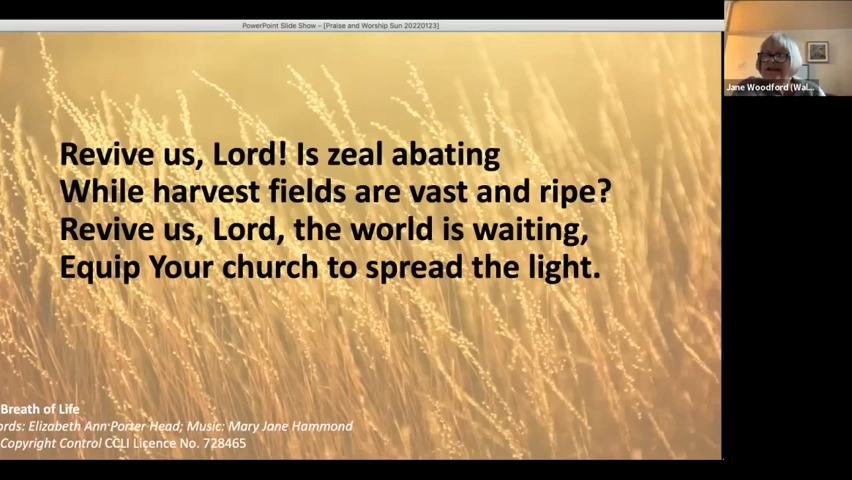 PowerPoint Slide Show - [Praise and Worship Sun 20220123]
Jane Woodford (Wal...
Revive us, Lord! Is zeal abating
While harvest fields are vast and ripe?
Revive us, Lord, the world is waiting,
Equip Your church to spread the light.
Breath of Life
ords: Elizabeth Ann Porter Head; Music: Mary Jane Hammond
Copyright Control CCLI Licence No. 728465